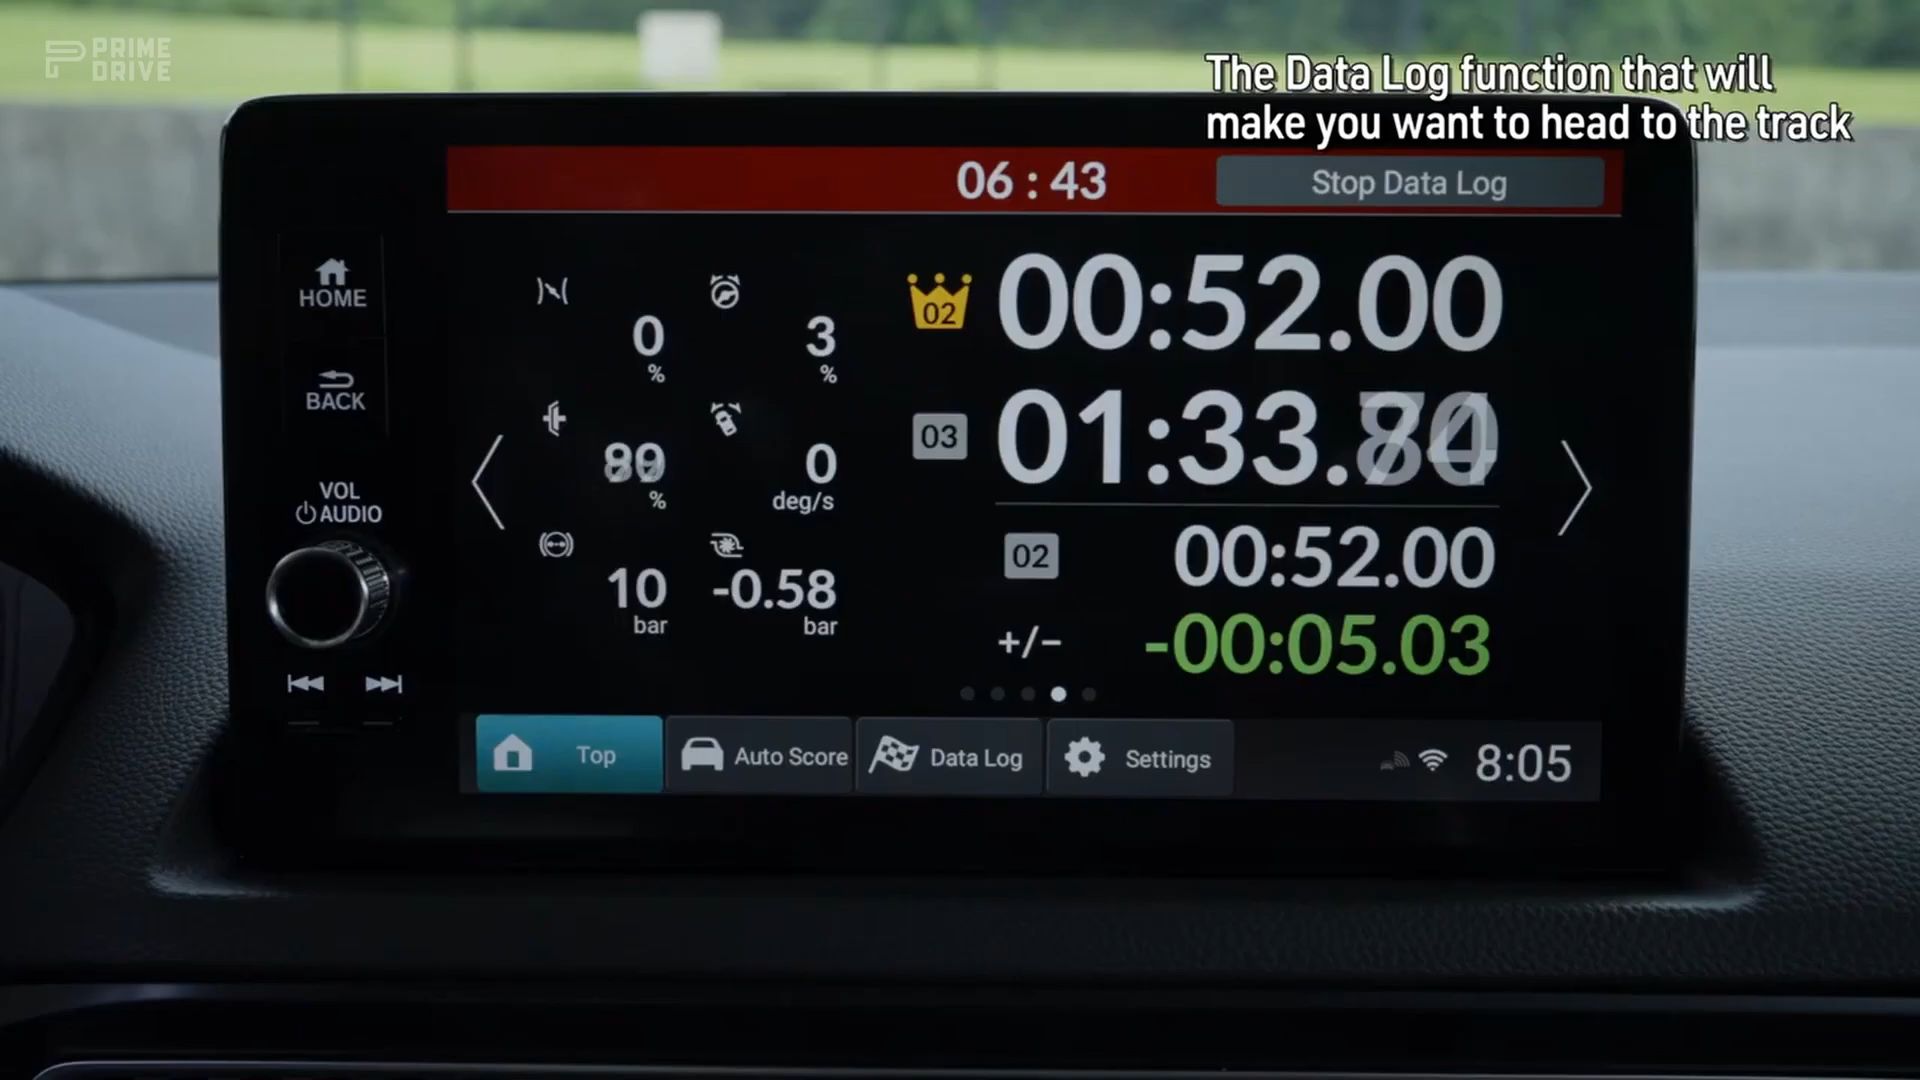 PRIME
DRIVE
The Data Log function that will
make you want to head to the track
06 : 43
Stop Data Log
HOME
BACK
VOL
AUDIO
0
%
3
%
%
0
deg/s
10
bar
-0.58
bar
02
00:52.00
03
01:33.
02
00:52.00
+/−
-00:05.03
Top
Auto Score
Data Log
Settings
8:05